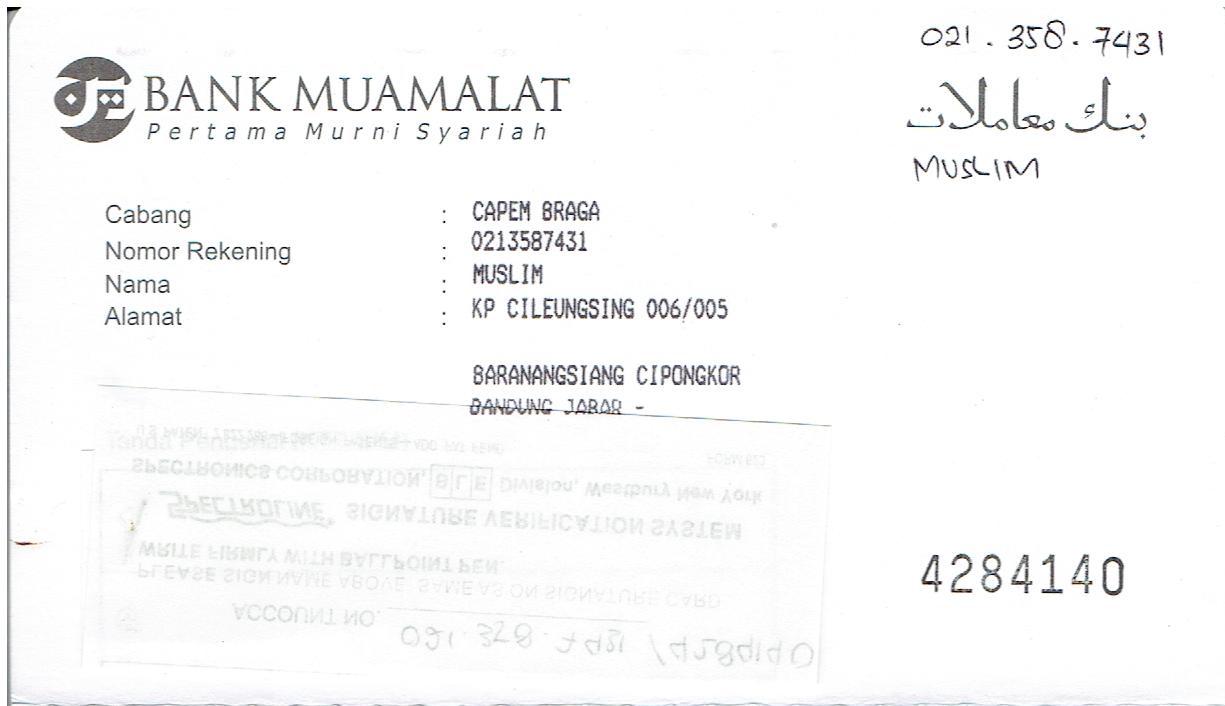 021 . 358 . 7431
BANK MUAMALAT
Pertama Murni Syariah
بنك معاملات
MUSLIM
Cabang : CAPEM BRAGA
Nomor Rekening : 0213587431
Nama : MUSLIM
Alamat : KP CILEUNGSING 006/005
BARANANGSIANG CIPONGKOR
BANDUNG JABAR -
FORM 623
SPECTRONICS CORPORATION, BLE Division, Westbury New York
SPECTROLINE SIGNATURE VERIFICATION SYSTEM
WRITE FIRMLY WITH BALLPOINT PEN.
PLEASE SIGN NAME ABOVE, SAME AS ON SIGNATURE CARD
ACCOUNT NO. 021.358.7431 / 4284140
4284140